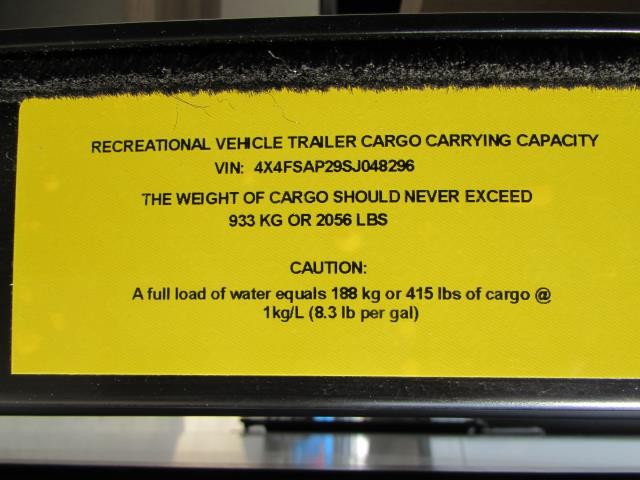 RECREATIONAL VEHICLE TRAILER CARGO CARRYING CAPACITY
VIN: 4X4FSAP29SJ048296
THE WEIGHT OF CARGO SHOULD NEVER EXCEED
933 KG OR 2056 LBS
CAUTION:
A full load of water equals 188 kg or 415 lbs of cargo @
1kg/L (8.3 lb per gal)